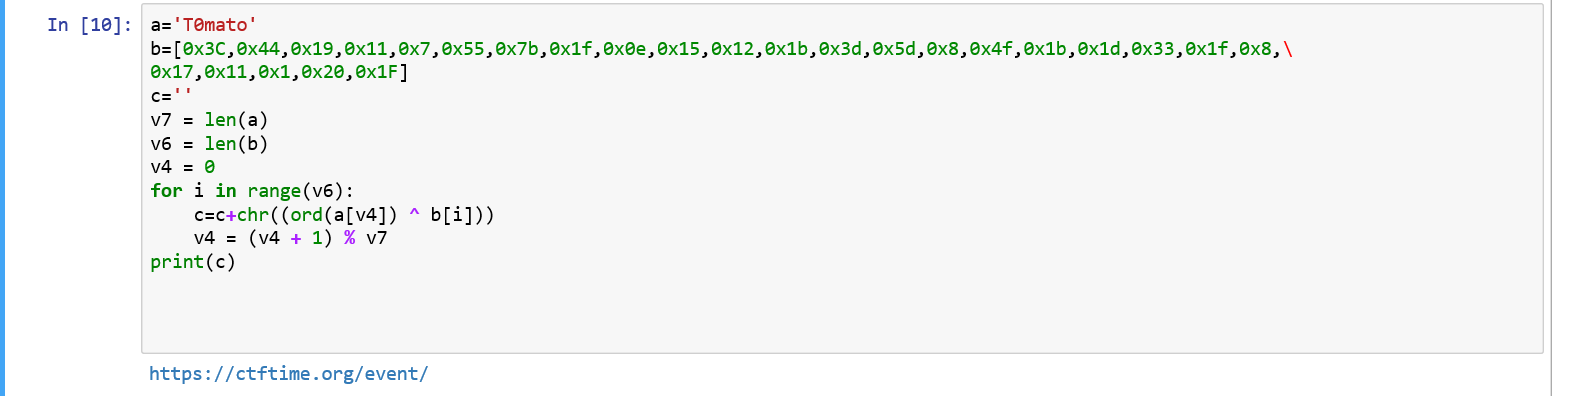 In [10]: a='T0mato'
b=[0x3C,0x44,0x19,0x11,0x7,0x55,0x7b,0x1f,0x0e,0x15,0x12,0x1b,0x3d,0x5d,0x8,0x4f,0x1b,0x1d,0x33,0x1f,0x8,\
0x17,0x11,0x1,0x20,0x1F]
c=''
v7 = len(a)
v6 = len(b)
v4 = 0
for i in range(v6):
    c=c+chr((ord(a[v4]) ^ b[i]))
    v4 = (v4 + 1) % v7
print(c)
https://ctftime.org/event/